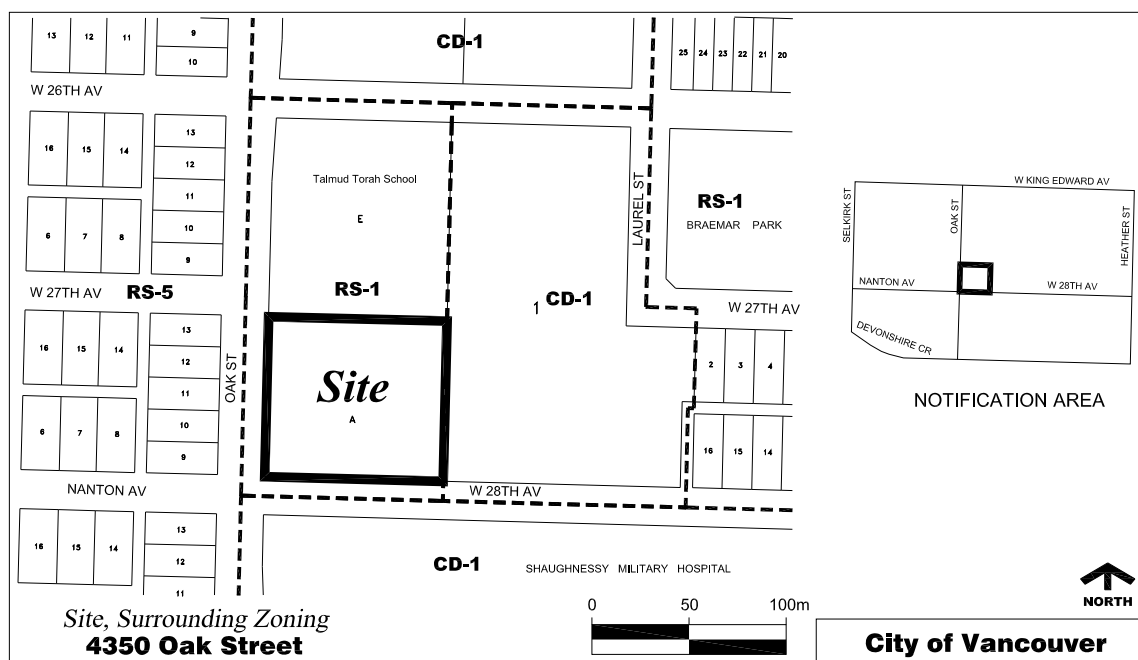 13 12 11
9
10
CD-1
25 24 23 22 21 20
W 26TH AV
16 15 14
13
12
11
10
9
6 7 8
Talmud Torah School
E
LAUREL ST
RS-1
BRAEMAR PARK
W 27TH AV RS-5
RS-1
1 CD-1
W 27TH AV
16 15 14
13
12
11
10
9
6 7 8
OAK ST
Site
A
2 3 4
16 15 14
NANTON AV
W 28TH AV
16 15 14
13
12
11
CD-1 SHAUGHNESSY MILITARY HOSPITAL
W KING EDWARD AV
SELKIRK ST
OAK ST
HEATHER ST
NANTON AV
W 28TH AV
DEVONSHIRE CR
NOTIFICATION AREA
NORTH
Site, Surrounding Zoning
4350 Oak Street
0 50 100m
City of Vancouver